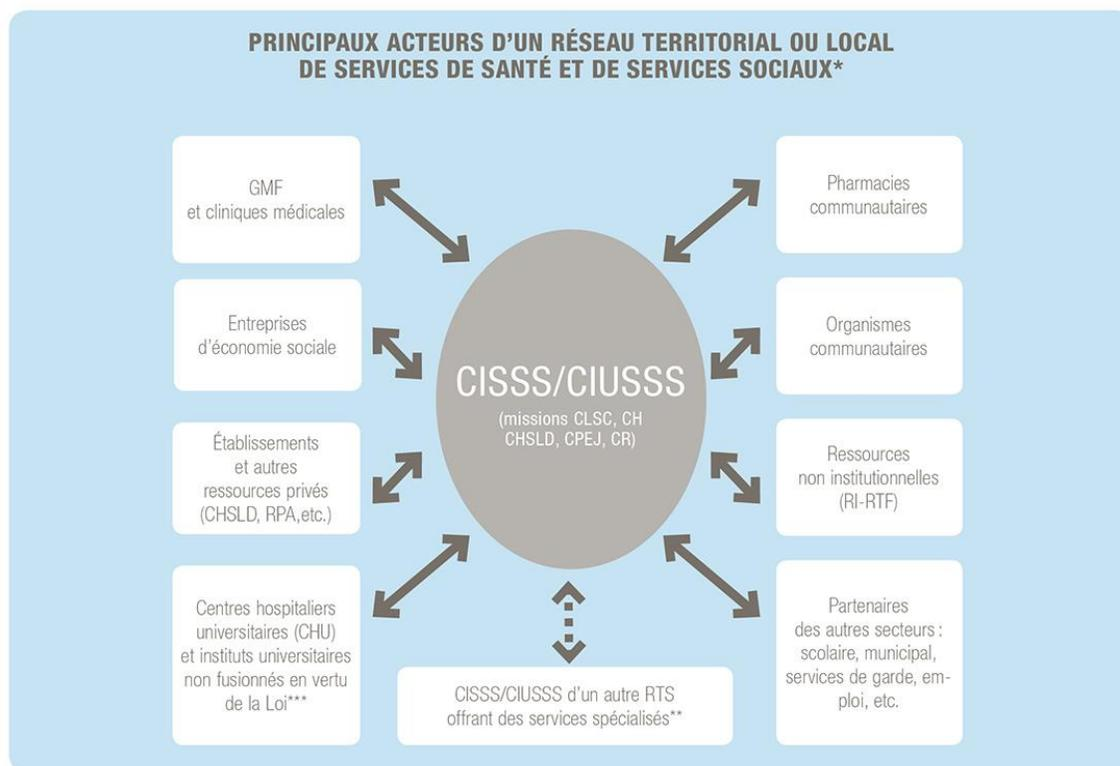 PRINCIPAUX ACTEURS D'UN RÉSEAU TERRITORIAL OU LOCAL
DE SERVICES DE SANTÉ ET DE SERVICES SOCIAUX*
GMF
et cliniques médicales
Entreprises
d'économie sociale
Établissements
et autres
ressources privés
(CHSLD, RPA,etc.)
Centres hospitaliers
universitaires (CHU)
et instituts universitaires
non fusionnés en vertu
de la Loi***
CISSS/CIUSSS
(missions CLSC, CH
CHSLD, CPEJ, CR)
CISSS/CIUSSS d'un autre RTS
offrant des services spécialisés**
Pharmacies
communautaires
Organismes
communautaires
Ressources
non institutionnelles
(RI-RTF)
Partenaires
des autres secteurs :
scolaire, municipal,
services de garde, em-
ploi, etc.